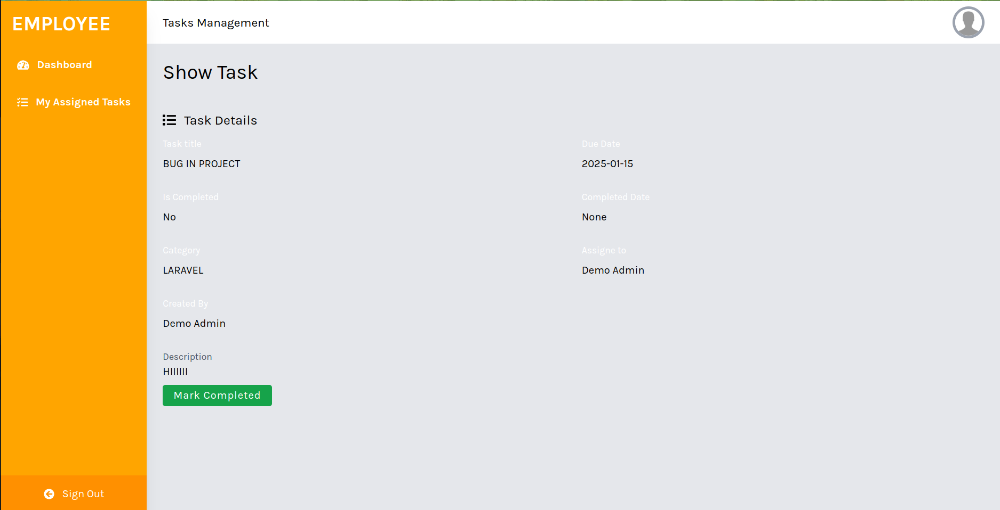 EMPLOYEE
Dashboard
My Assigned Tasks
Sign Out
Tasks Management
Show Task
Task Details
Task title
BUG IN PROJECT
Due Date
2025-01-15
Is Completed
No
Completed Date
None
Category
LARAVEL
Assigne to
Demo Admin
Created By
Demo Admin
Description
HIIIIII
Mark Completed